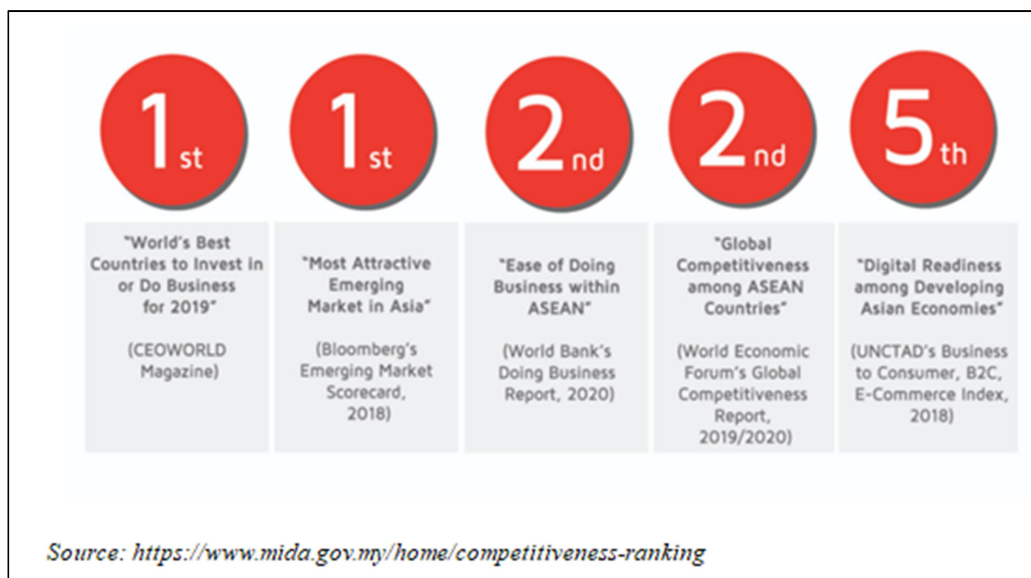 1st
1st
2nd
2nd
5th
“World's Best
Countries to Invest in
or Do Business
for 2019”
(CEOWORLD
Magazine)
“Most Attractive
Emerging
Market in Asia”
(Bloomberg's
Emerging Market
Scorecard,
2018)
“Ease of Doing
Business within
ASEAN”
(World Bank's
Doing Business
Report, 2020)
“Global
Competitiveness
among ASEAN
Countries”
(World Economic
Forum's Global
Competitiveness
Report,
2019/2020)
“Digital Readiness
among Developing
Asian Economies”
(UNCTAD's Business
to Consumer, B2C,
E-Commerce Index,
2018)
Source: https://www.mida.gov.my/home/competitiveness-ranking